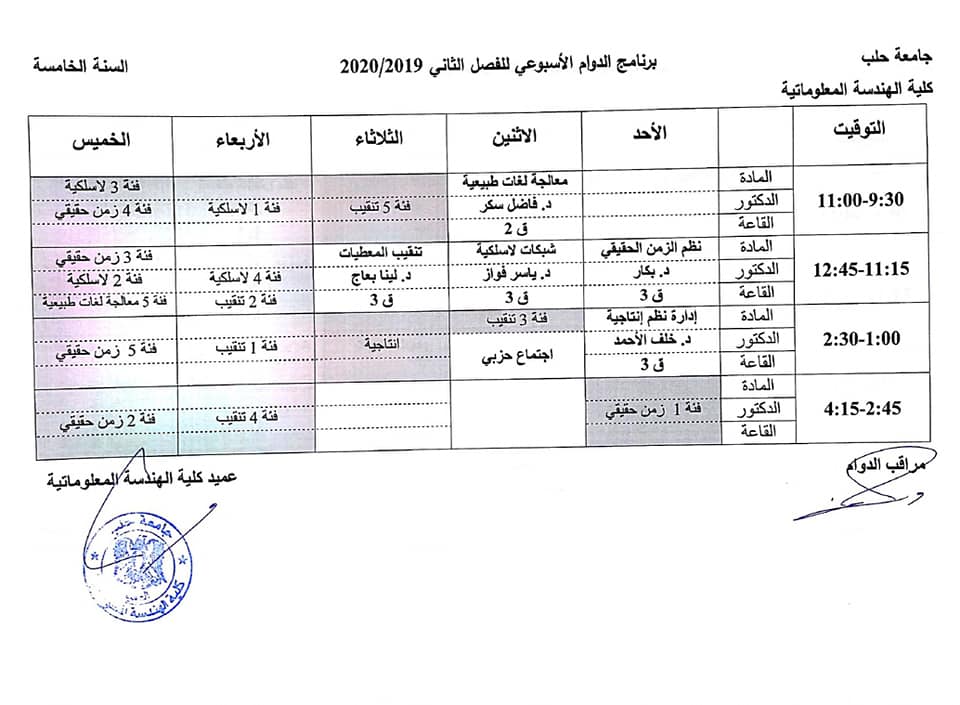 جامعة حلب
برنامج الدوام الأسبوعي للفصل الثاني 2020/2019
السنة الخامسة
كلية الهندسة المعلوماتية
التوقيت الأحد الاثنين الثلاثاء الأربعاء الخميس
11:00-9:30
المادة معالجة لغات طبيعية فئة 3 لاسلكية
الدكتور د. فاضل سكر فئة 5 تنقيب فئة 1 لاسلكية فئة 4 زمن حقيقي
القاعة ق 2
12:45-11:15
المادة نظم الزمن الحقيقي شبكات لاسلكية تنقيب المعطيات فئة 3 زمن حقيقي
الدكتور د. بكار د. ياسر فواز د. لينا بعاج فئة 4 لاسلكية فئة 2 لاسلكية
القاعة ق 3 ق 3 ق 3 فئة 2 تنقيب فئة 5 معالجة لغات طبيعية
2:30-1:00
المادة إدارة نظم إنتاجية فئة 3 تنقيب
الدكتور د. خلف الأحمد اجتماع حزبي انتاجية فئة 1 تنقيب فئة 5 زمن حقيقي
القاعة ق 3
4:15-2:45
المادة
الدكتور فئة 1 زمن حقيقي فئة 4 تنقيب فئة 2 زمن حقيقي
القاعة
مراقب الدوام
عميد كلية الهندسة المعلوماتية
جامعة حلب
كلية الهندسة